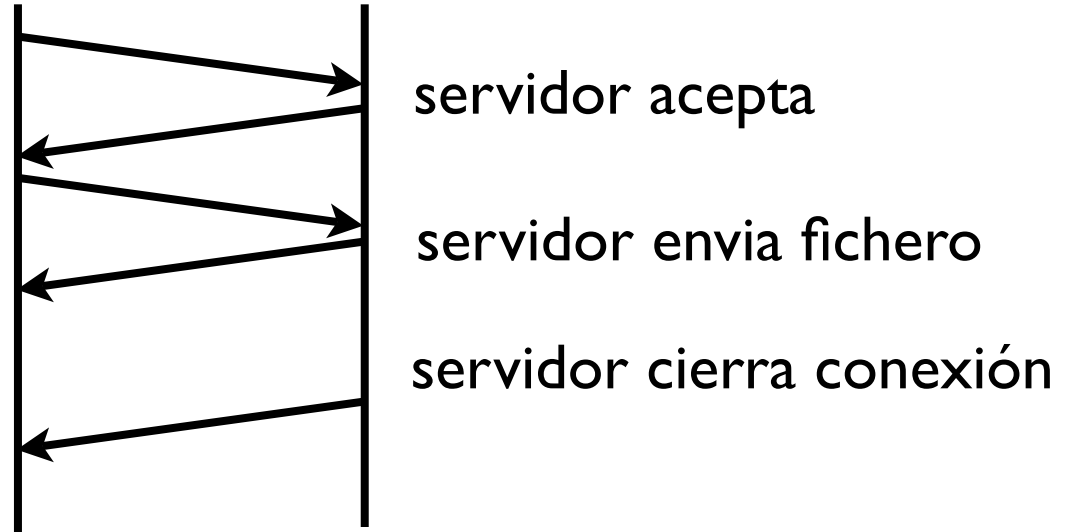 servidor acepta
servidor envia fichero
servidor cierra conexión